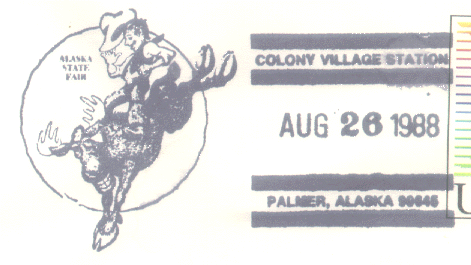 ALASKA
STATE
FAIR
COLONY VILLAGE STATION
AUG 26 1988
PALMER, ALASKA 99645
U